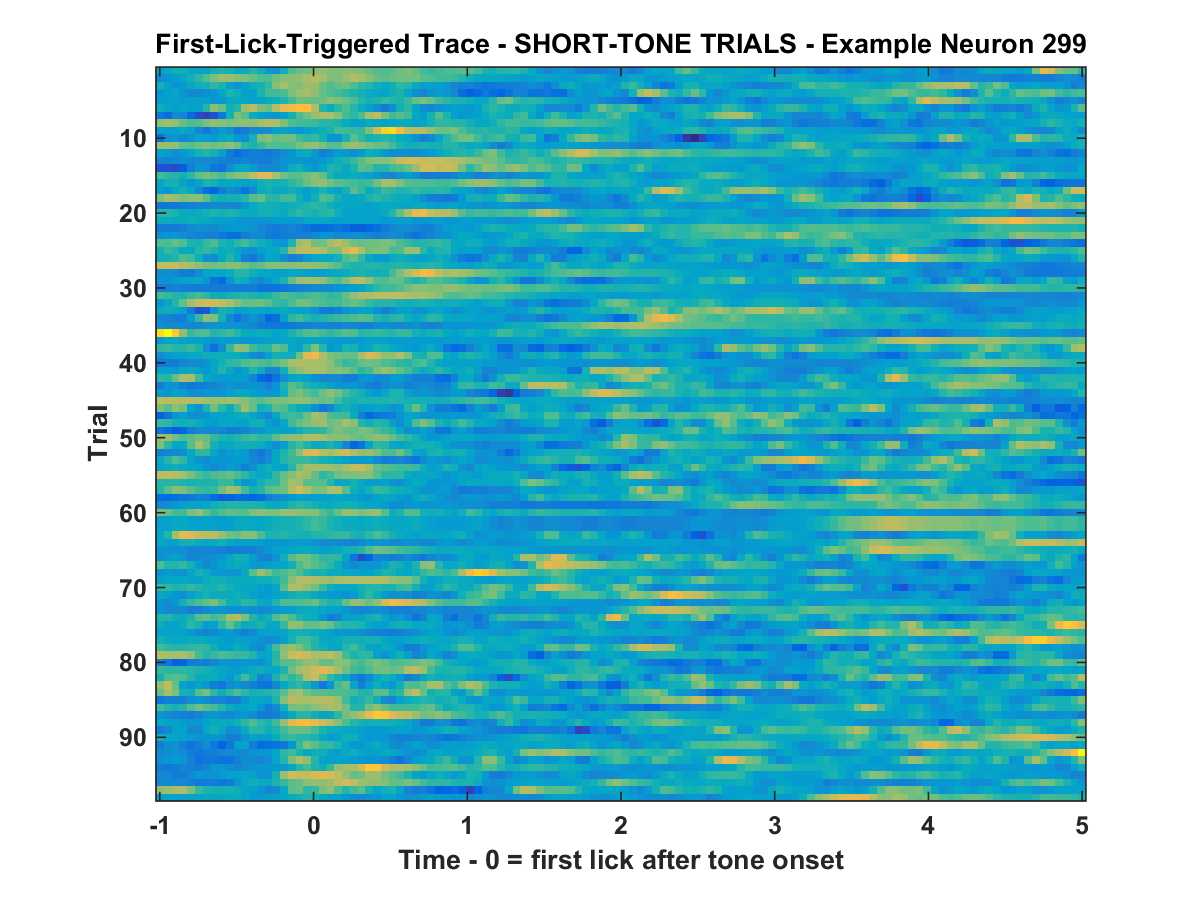 First-Lick-Triggered Trace - SHORT-TONE TRIALS - Example Neuron 299
10
20
30
40
50
60
70
80
90
Trial
-1 0 1 2 3 4 5
Time - 0 = first lick after tone onset